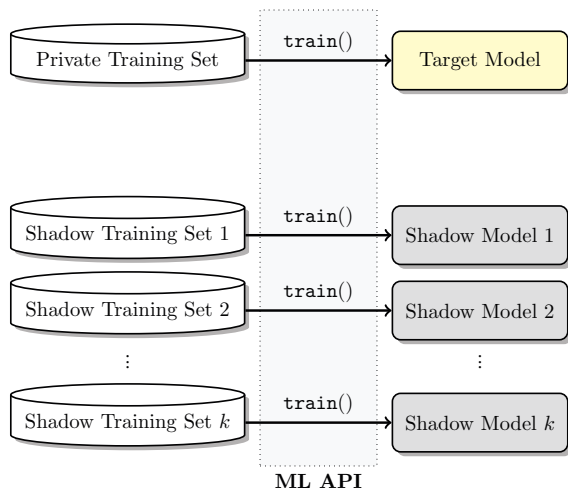 Private Training Set train() Target Model
Shadow Training Set 1 train() Shadow Model 1
Shadow Training Set 2 train() Shadow Model 2
⋮ ⋮
Shadow Training Set k train() Shadow Model k
ML API